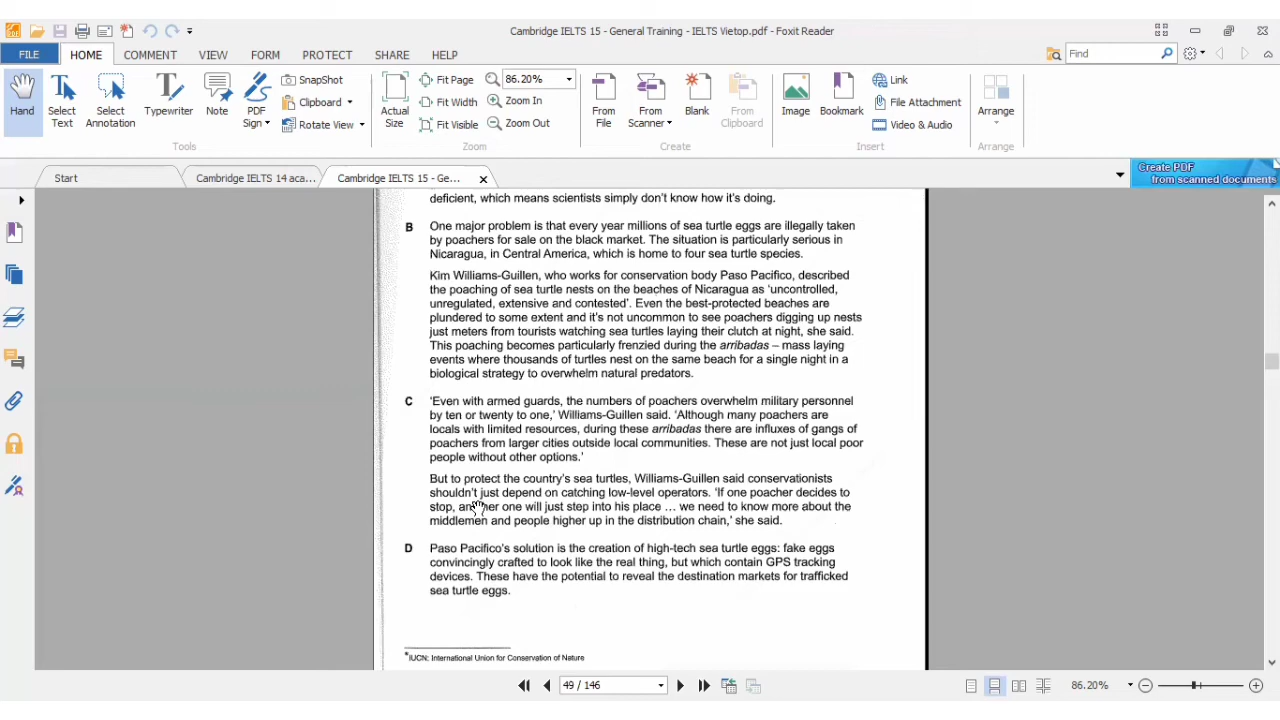 Cambridge IELTS 15 - General Training - IELTS Vietop.pdf - Foxit Reader
FILE HOME COMMENT VIEW FORM PROTECT SHARE HELP
Find
Hand
Select Text
Select Annotation
Typewriter
Note
PDF Sign
SnapShot
Clipboard
Rotate View
Tools
Actual Size
Fit Page
Fit Width
Fit Visible
86.20%
Zoom In
Zoom Out
Zoom
From File
From Scanner
Blank
From Clipboard
Create
Image
Bookmark
Link
File Attachment
Video & Audio
Insert
Arrange
Arrange
Start
Cambridge IELTS 14 aca...
Cambridge IELTS 15 - Ge...
Create PDF
from scanned documents
deficient, which means scientists simply don't know how it's doing.
B One major problem is that every year millions of sea turtle eggs are illegally taken
by poachers for sale on the black market. The situation is particularly serious in
Nicaragua, in Central America, which is home to four sea turtle species.
Kim Williams-Guillen, who works for conservation body Paso Pacifico, described
the poaching of sea turtle nests on the beaches of Nicaragua as 'uncontrolled,
unregulated, extensive and contested'. Even the best-protected beaches are
plundered to some extent and it's not uncommon to see poachers digging up nests
just meters from tourists watching sea turtles laying their clutch at night, she said.
This poaching becomes particularly frenzied during the arribadas – mass laying
events where thousands of turtles nest on the same beach for a single night in a
biological strategy to overwhelm natural predators.
C 'Even with armed guards, the numbers of poachers overwhelm military personnel
by ten or twenty to one,' Williams-Guillen said. 'Although many poachers are
locals with limited resources, during these arribadas there are influxes of gangs of
poachers from larger cities outside local communities. These are not just local poor
people without other options.'
But to protect the country's sea turtles, Williams-Guillen said conservationists
shouldn't just depend on catching low-level operators. 'If one poacher decides to
stop, another one will just step into his place ... we need to know more about the
middlemen and people higher up in the distribution chain,' she said.
D Paso Pacifico's solution is the creation of high-tech sea turtle eggs: fake eggs
convincingly crafted to look like the real thing, but which contain GPS tracking
devices. These have the potential to reveal the destination markets for trafficked
sea turtle eggs.
*IUCN: International Union for Conservation of Nature
49 / 146
86.20%